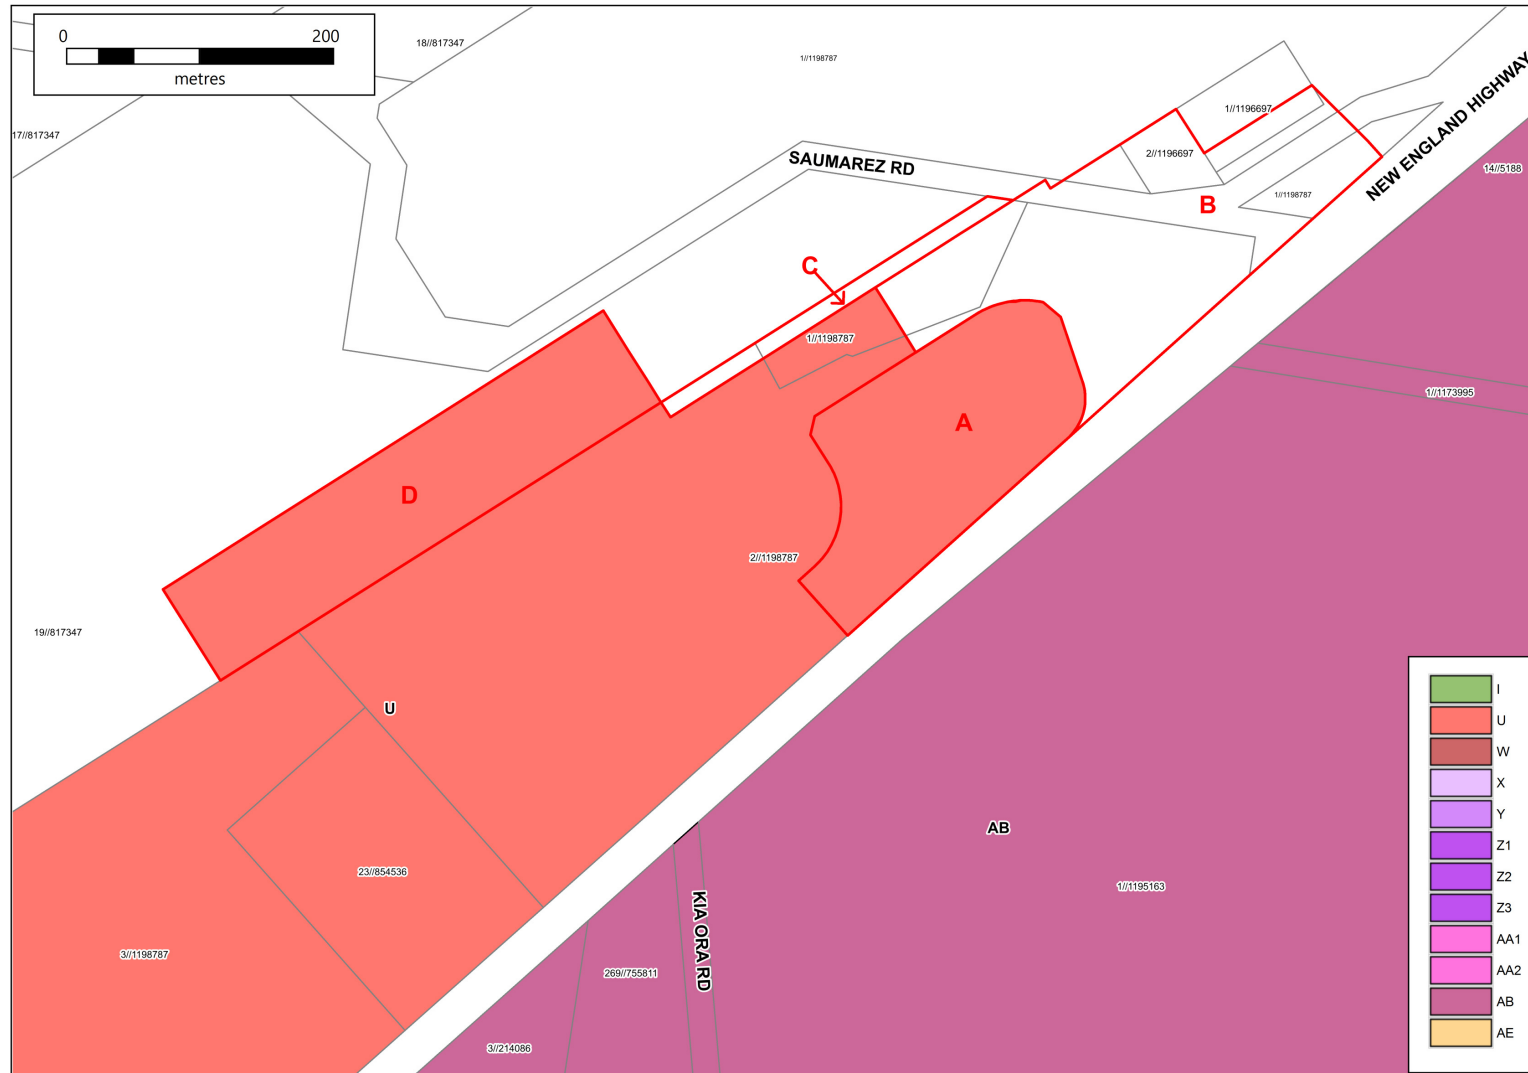 0 200
metres
18//817347
1//1198787
17//817347
1//1196697
NEW ENGLAND HIGHWAY
SAUMAREZ RD
2//1196697
14//5188
1//1198787
B
C
1//1198787
1//1173995
A
D
2//1198787
19//817347
U
AB
23//854536
1//1195163
KIA ORA RD
3//1198787
269//755811
3//214086
I
U
W
X
Y
Z1
Z2
Z3
AA1
AA2
AB
AE